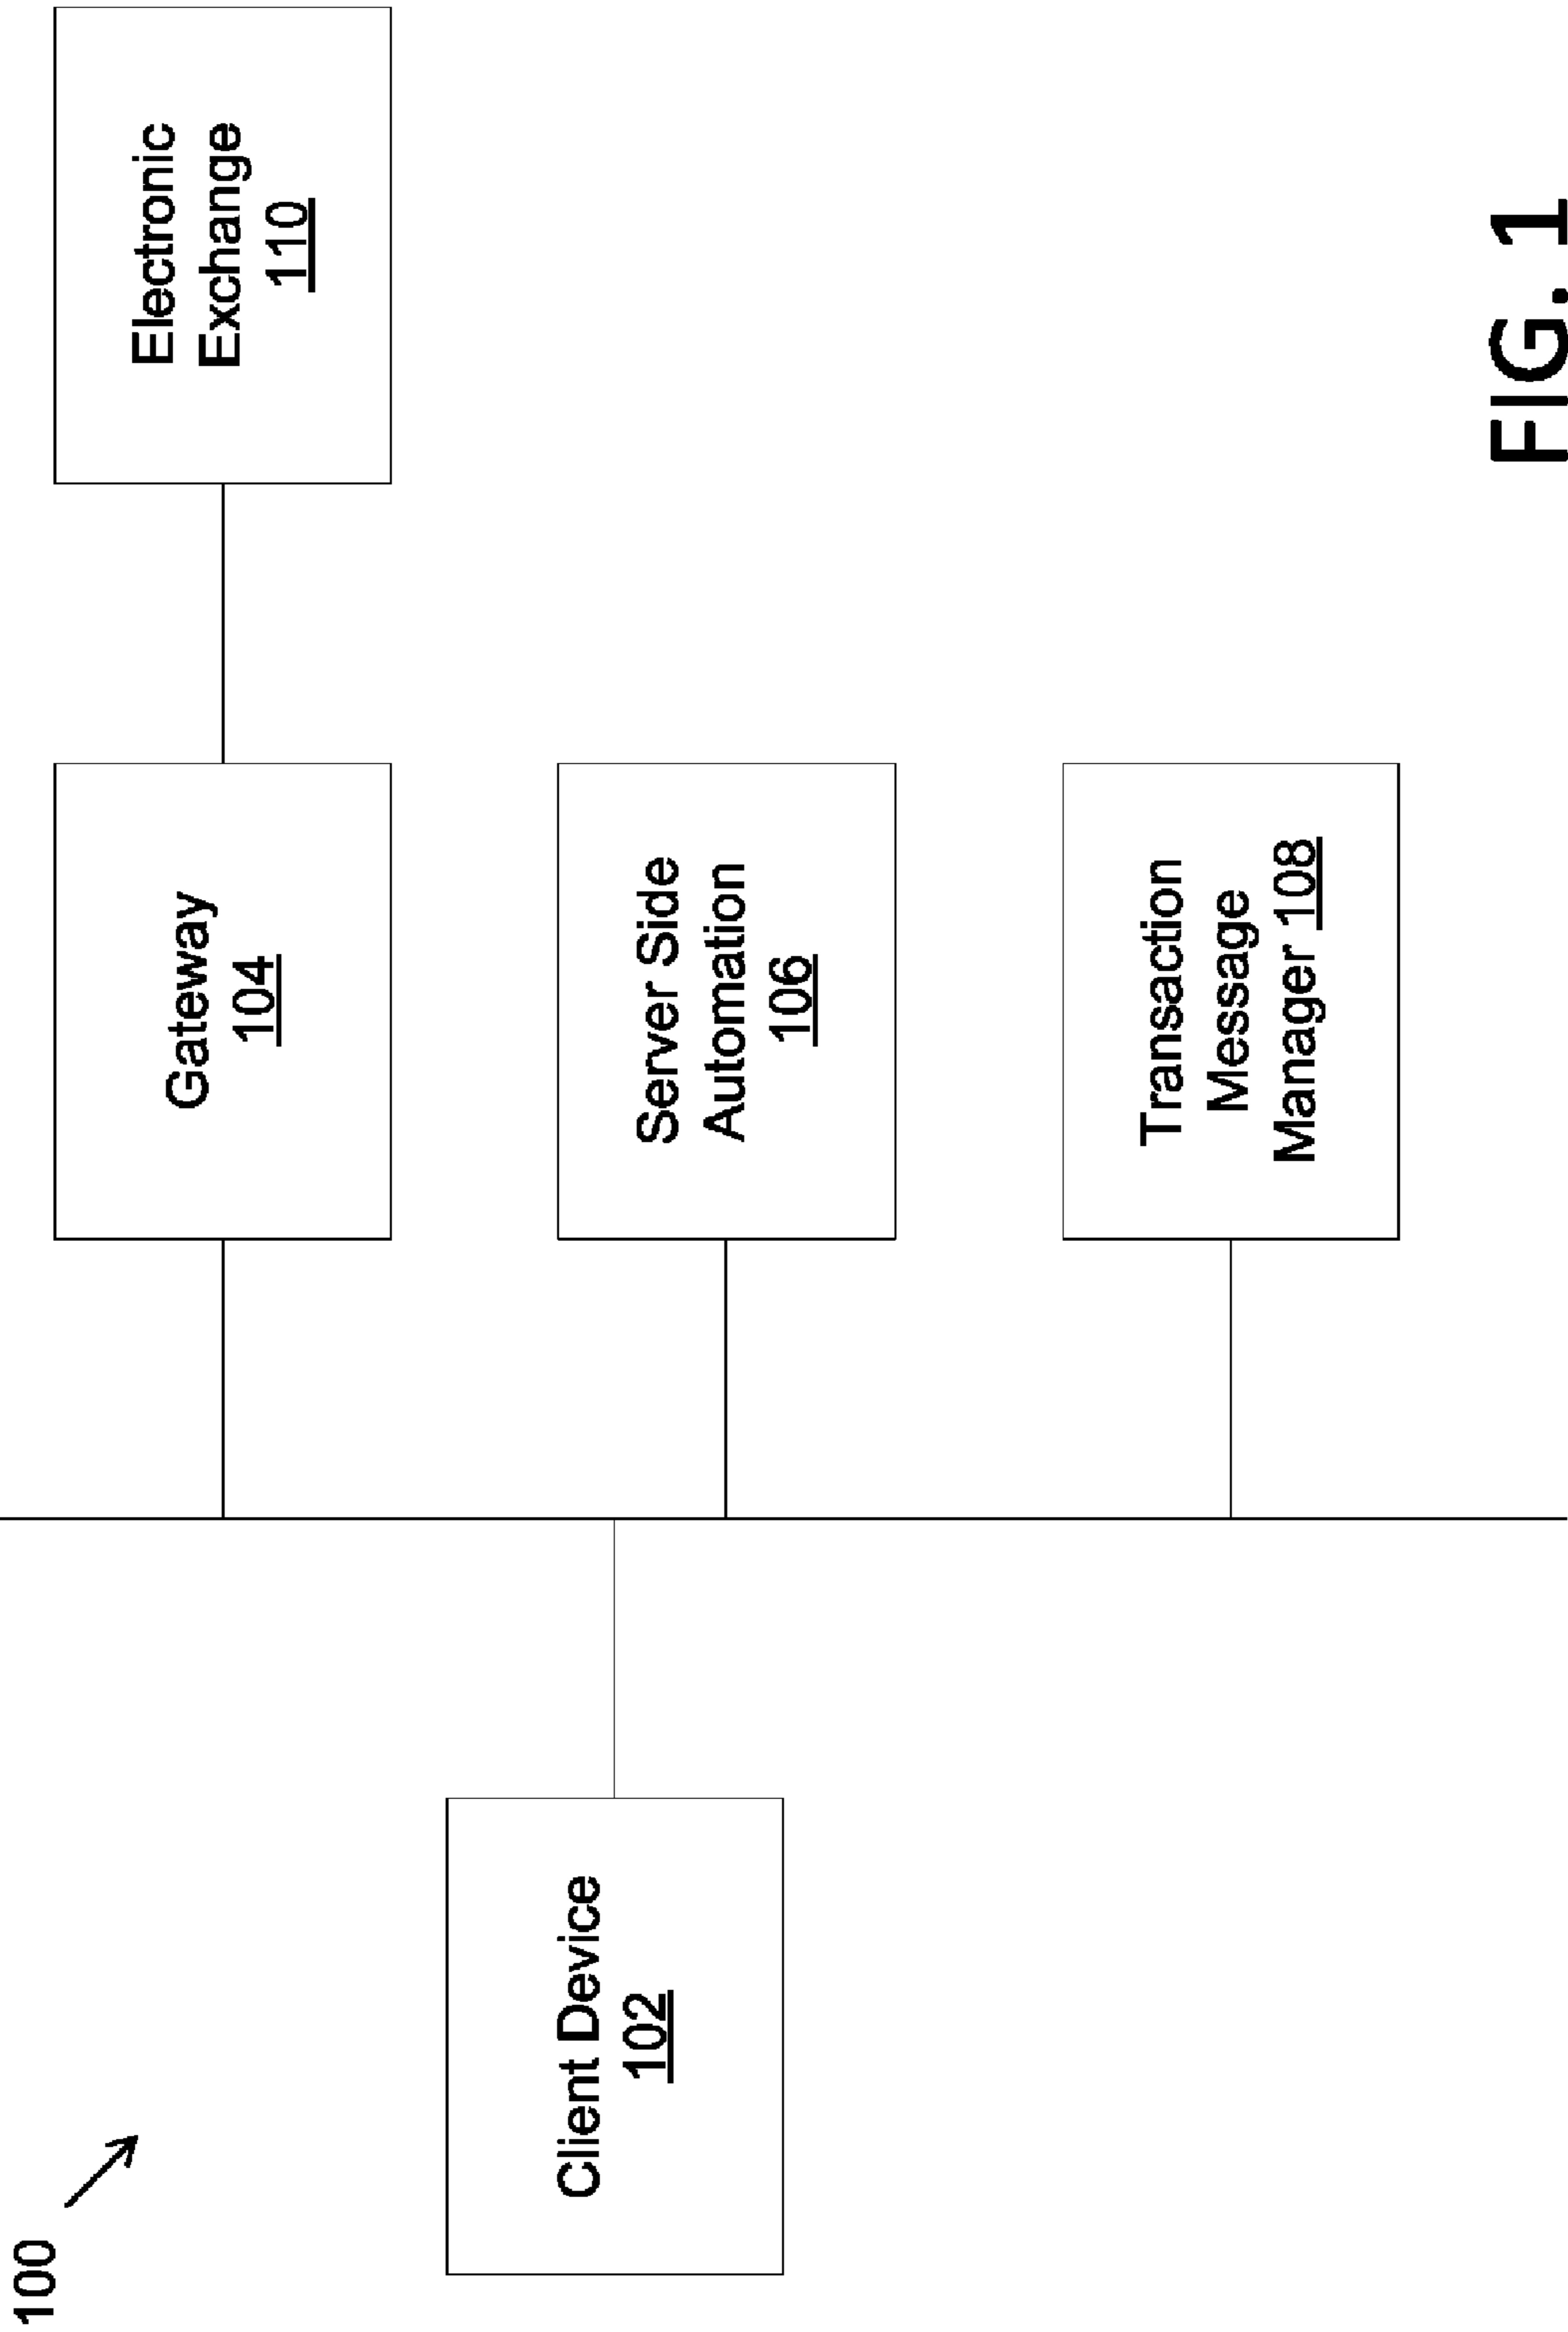 100
Client Device
102
Gateway
104
Server Side
Automation
106
Transaction
Message
Manager 108
Electronic
Exchange
110
FIG. 1